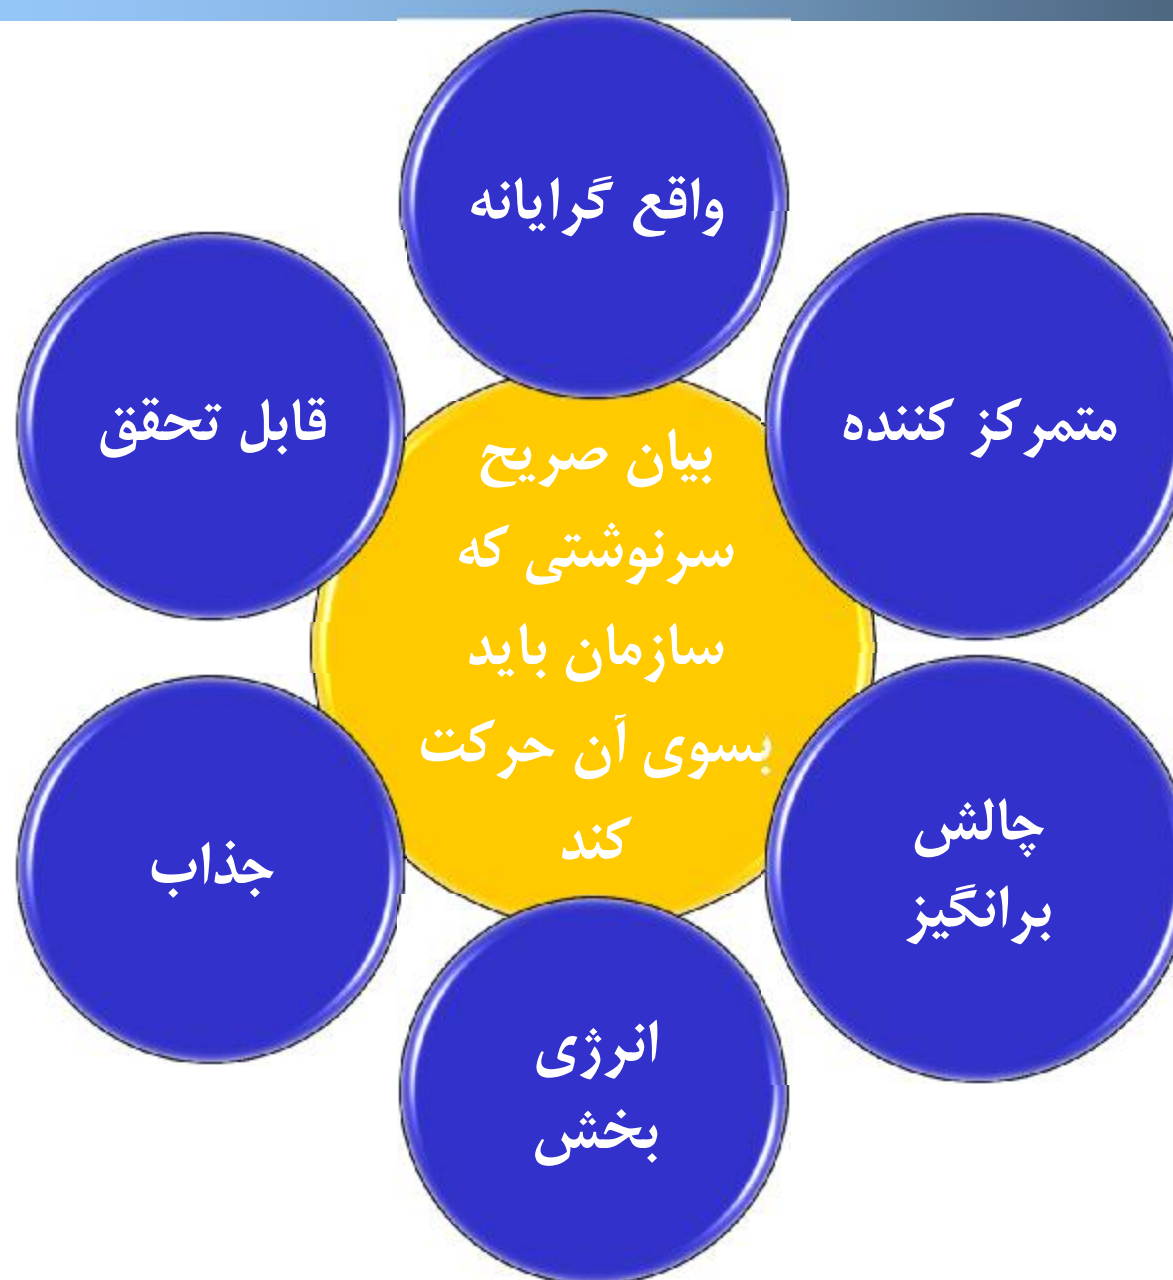 واقع گرایانه
متمرکز کننده
قابل تحقق
بیان صریح
سرنوشتی که
سازمان باید
بسوی آن حرکت
کند
چالش
برانگیز
جذاب
انرژی
بخش